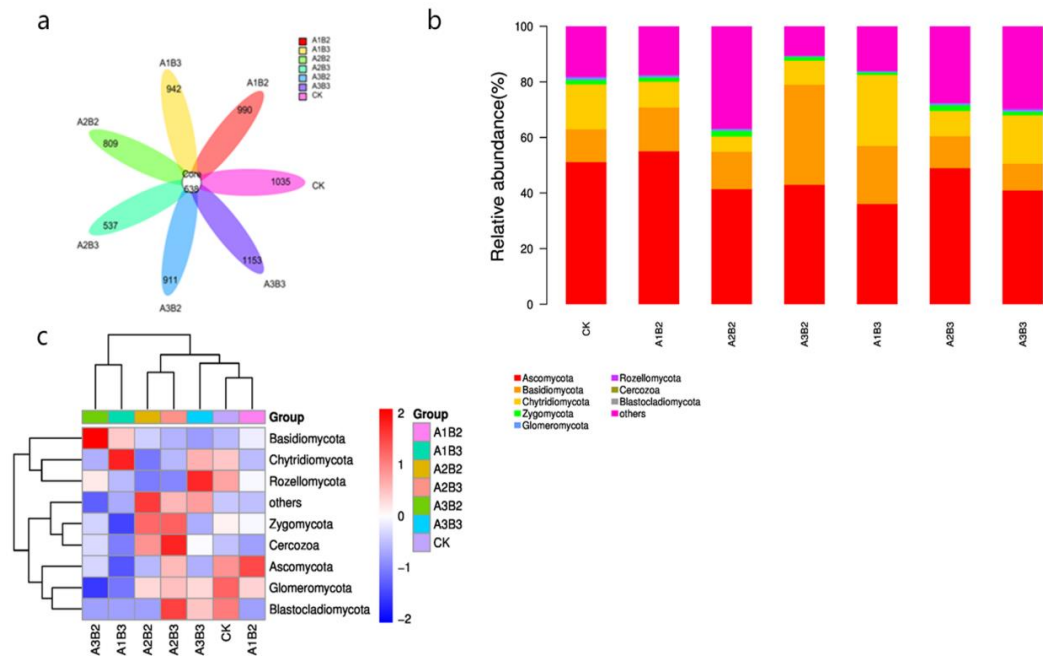 a
A1B2
A1B3
A2B2
A2B3
A3B2
A3B3
CK
A1B3
942
A1B2
990
A2B2
809
CK
1035
Core
A2B3
537
A3B2
911
A3B3
1153
b
Relative abundance(%)
100
80
60
40
20
0
CK
A1B2
A2B2
A3B2
A1B3
A2B3
A3B3
Ascomycota
Basidiomycota
Chytridiomycota
Zygomycota
Glomeromycota
Rozellomycota
Cercozoa
Blastocladiomycota
others
c
Group
Basidiomycota
Chytridiomycota
Rozellomycota
others
Zygomycota
Cercozoa
Ascomycota
Glomeromycota
Blastocladiomycota
A3B2
A1B3
A2B2
A2B3
A3B3
CK
A1B2
2
1
0
−1
−2
Group
A1B2
A1B3
A2B2
A2B3
A3B2
A3B3
CK